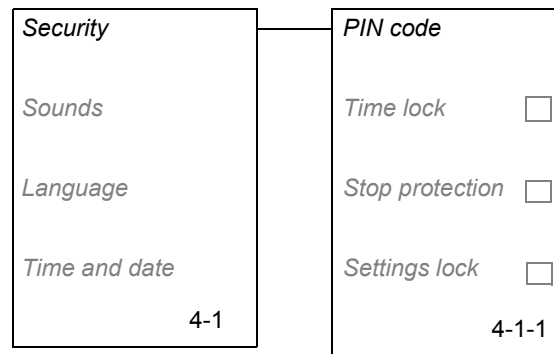 Security
Sounds
Language
Time and date
4-1
PIN code
Time lock
Stop protection
Settings lock
4-1-1